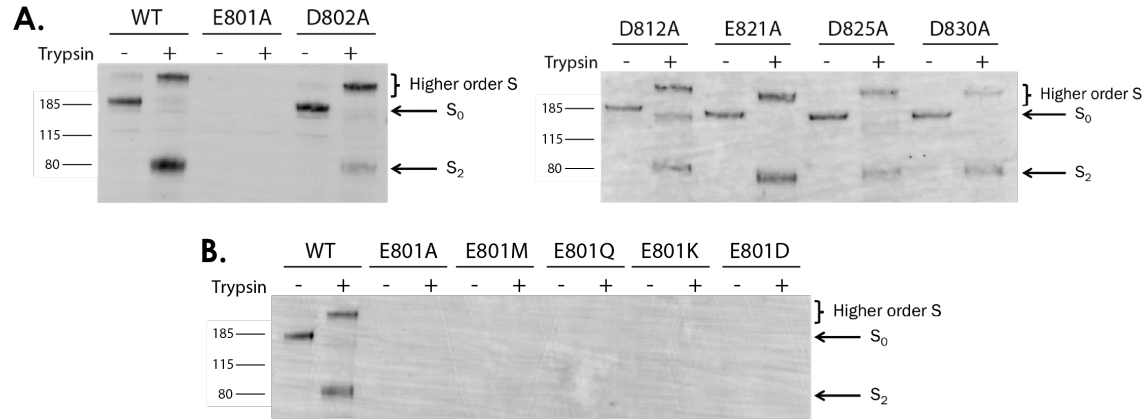 A.
WT E801A D802A
Trypsin - + - + - +
Higher order S
185
S0
115
80
S2
D812A E821A D825A D830A
Trypsin - + - + - + - +
Higher order S
185
S0
115
80
S2
B.
WT E801A E801M E801Q E801K E801D
Trypsin - + - + - + - + - + - +
Higher order S
185
S0
115
80
S2